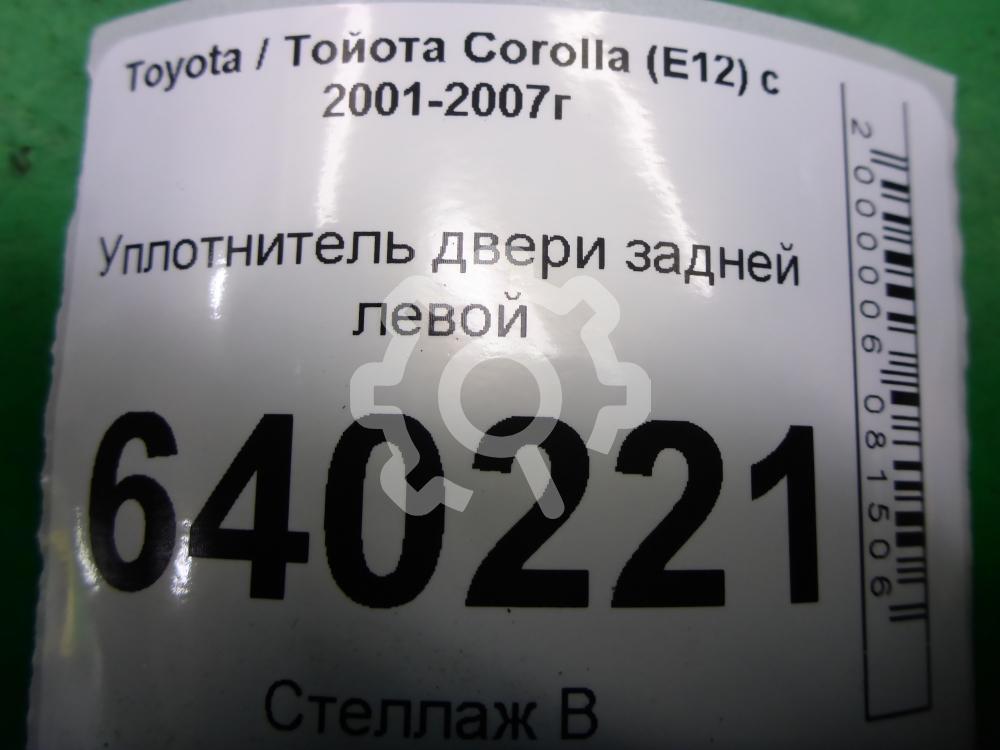 Toyota / Тойота Corolla (E12) с
2001-2007г
Уплотнитель двери задней
левой
640221
Стеллаж В
2000006081506